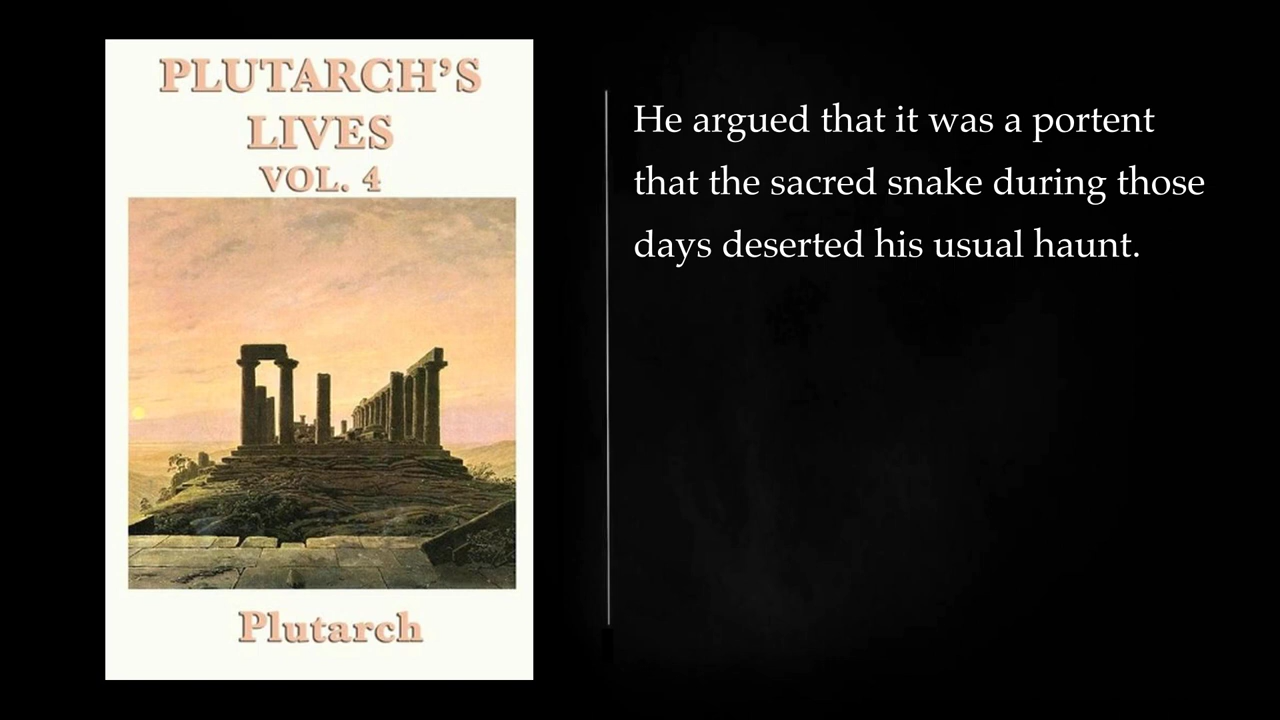 PLUTARCH'S
LIVES
VOL. 4
Plutarch
He argued that it was a portent
that the sacred snake during those
days deserted his usual haunt.